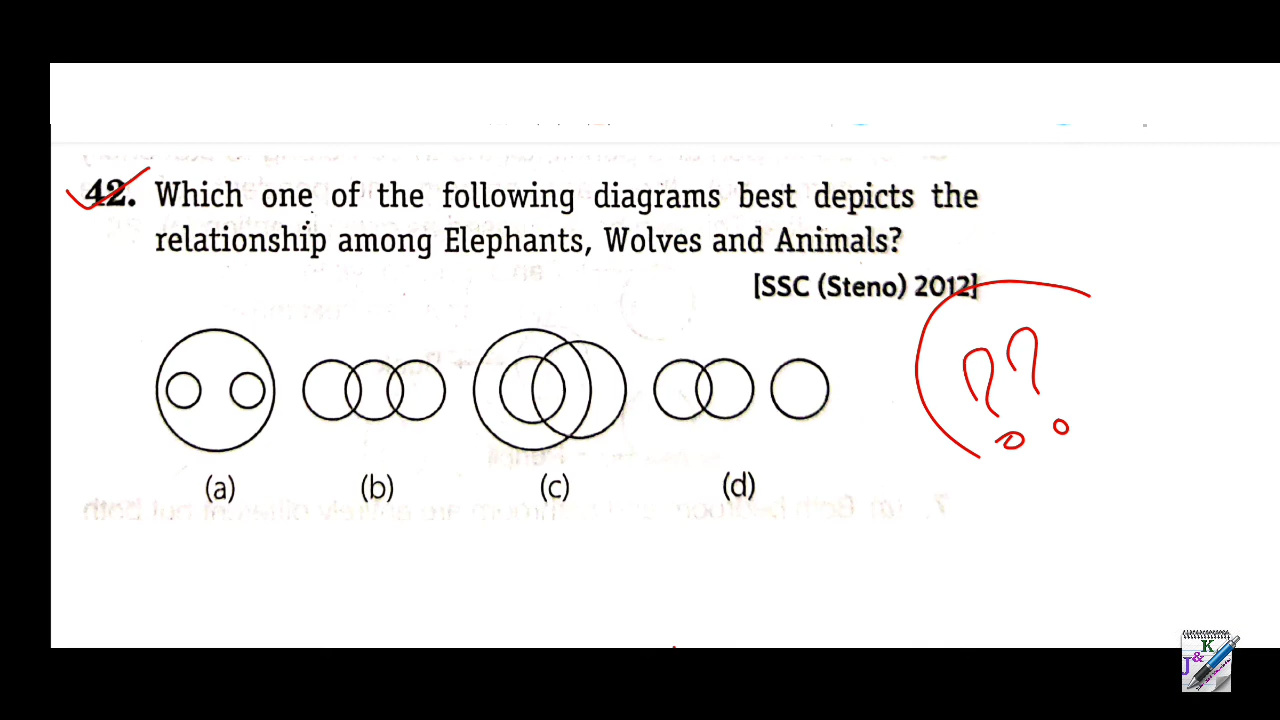 42. Which one of the following diagrams best depicts the
relationship among Elephants, Wolves and Animals?
[SSC (Steno) 2012]
??
(a) (b) (c) (d)
J&K